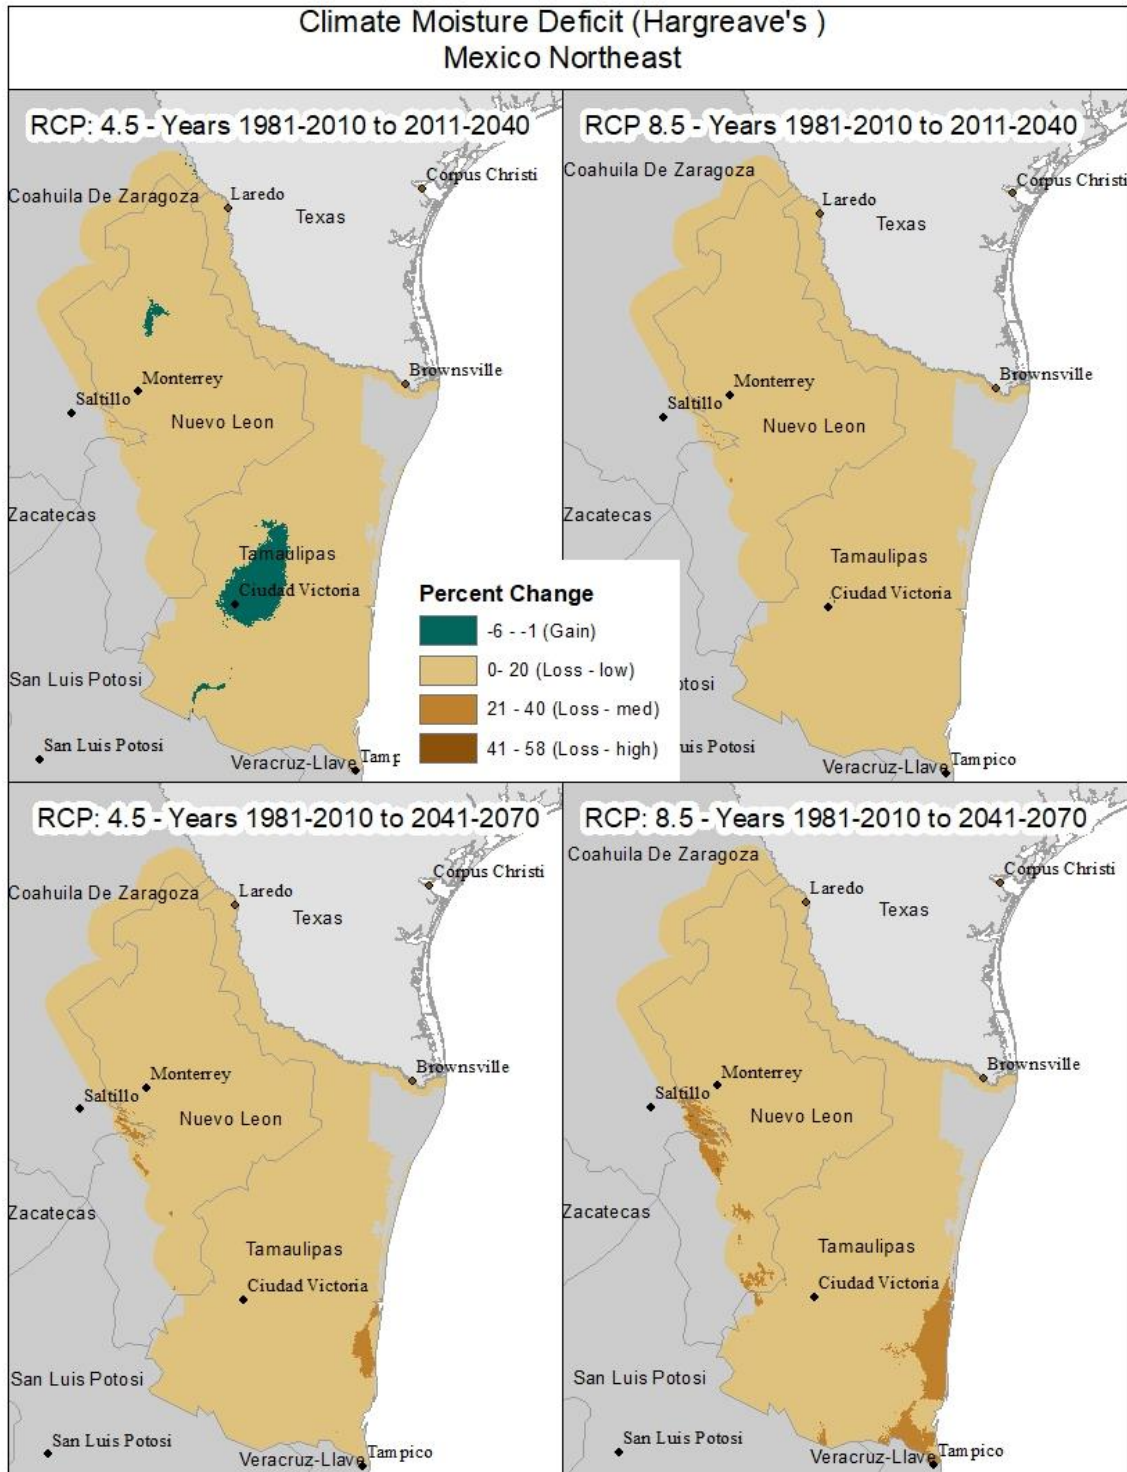 Climate Moisture Deficit (Hargreave's )
Mexico Northeast
RCP: 4.5 - Years 1981-2010 to 2011-2040
Coahuila De Zaragoza
Laredo
Corpus Christi
Texas
Brownsville
Monterrey
Saltillo
Nuevo Leon
Zacatecas
Tamaulipas
Ciudad Victoria
San Luis Potosi
San Luis Potosi
Veracruz-Llave
Tamp
RCP 8.5 - Years 1981-2010 to 2011-2040
Coahuila De Zaragoza
Corpus Christi
Laredo
Texas
Brownsville
Monterrey
Saltillo
Nuevo Leon
Zacatecas
Tamaulipas
Ciudad Victoria
otosi
uis Potosi
Veracruz-Llave
Tampico
Percent Change
-6 - -1 (Gain)
0- 20 (Loss - low)
21 - 40 (Loss - med)
41 - 58 (Loss - high)
RCP: 4.5 - Years 1981-2010 to 2041-2070
Corpus Christi
Coahuila De Zaragoza
Laredo
Texas
Brownsville
Monterrey
Saltillo
Nuevo Leon
Zacatecas
Tamaulipas
Ciudad Victoria
San Luis Potosi
San Luis Potosi
Veracruz-Llave
Tampico
RCP: 8.5 - Years 1981-2010 to 2041-2070
Coahuila De Zaragoza
Corpus Christi
Laredo
Texas
Brownsville
Monterrey
Saltillo
Nuevo Leon
Zacatecas
Tamaulipas
Ciudad Victoria
San Luis Potosi
San Luis Potosi
Veracruz-Llave
Tampico